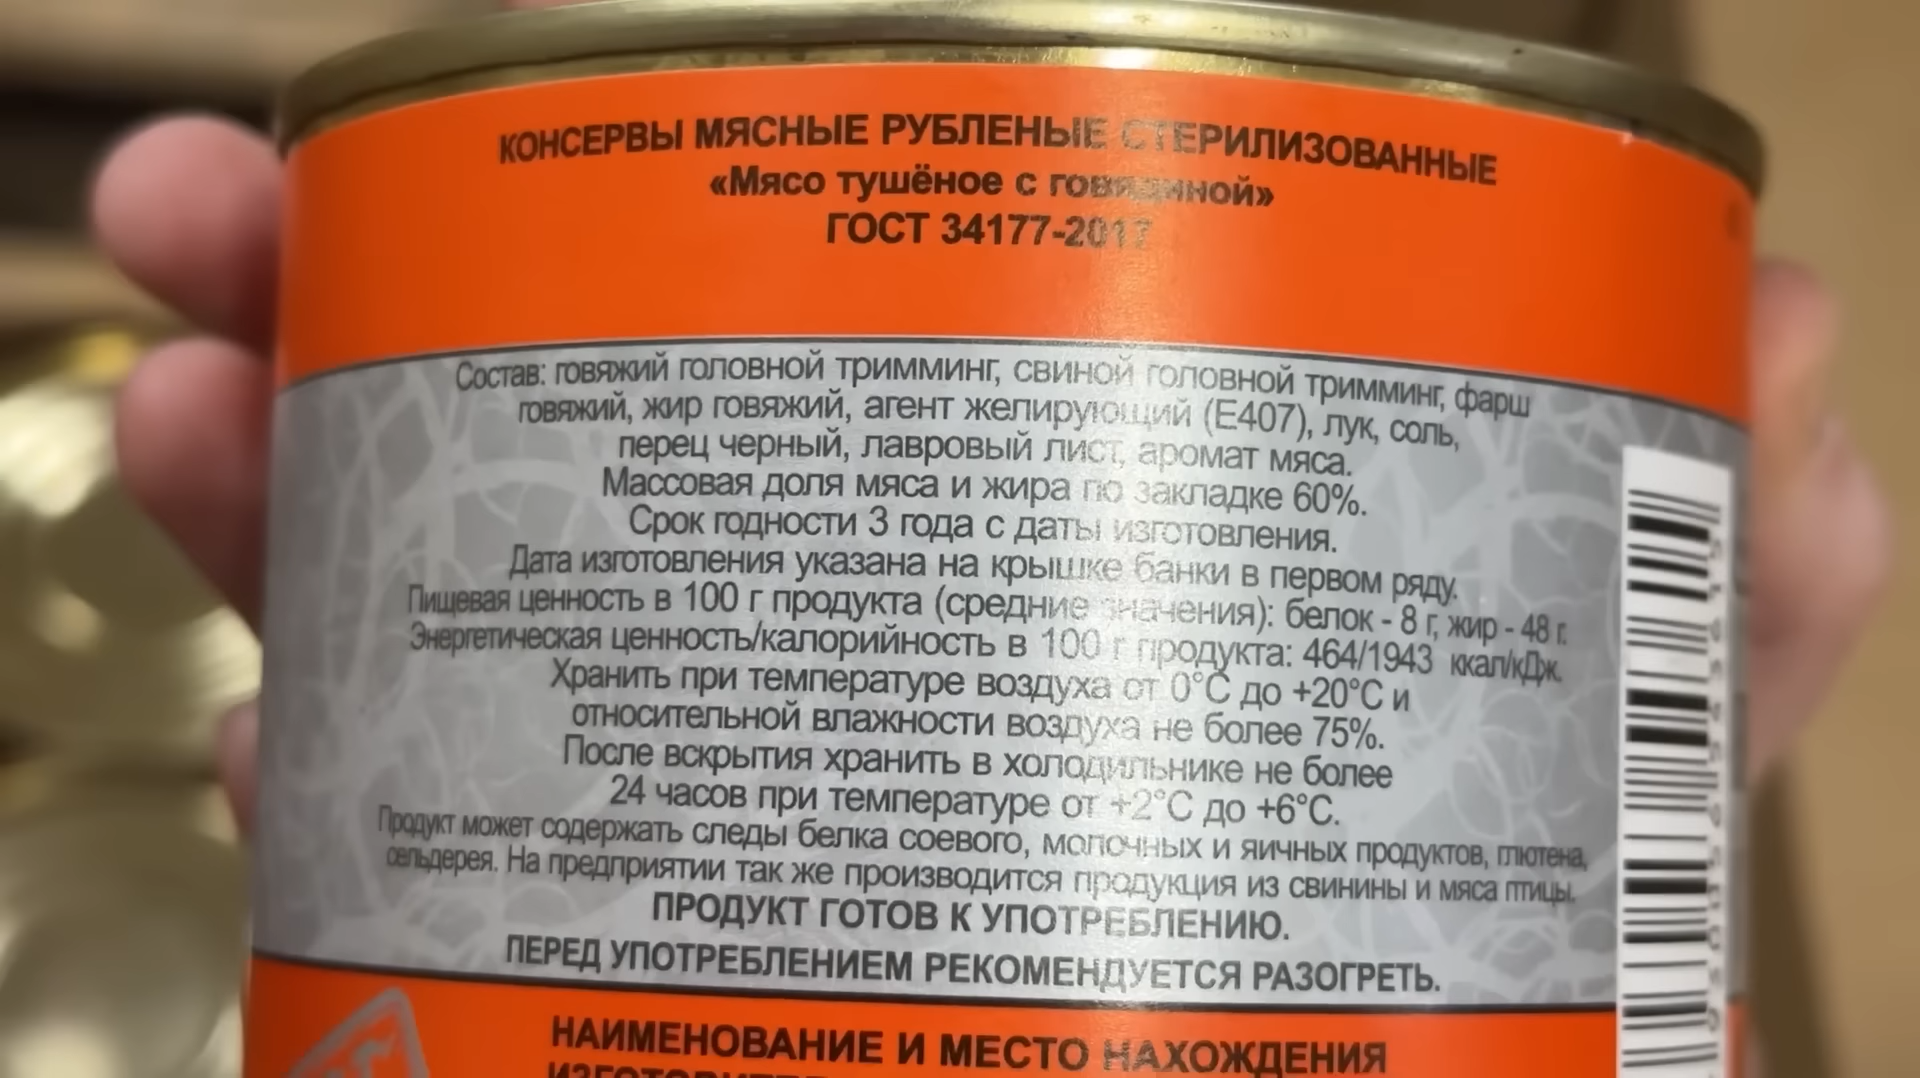 КОНСЕРВЫ МЯСНЫЕ РУБЛЕНЫЕ СТЕРИЛИЗОВАННЫЕ
«Мясо тушёное с говядиной»
ГОСТ 34177-2017
Состав: говяжий головной тримминг, свиной головной тримминг, фарш
говяжий, жир говяжий, агент желирующий (Е407), лук, соль,
перец черный, лавровый лист, аромат мяса.
Массовая доля мяса и жира по закладке 60%.
Срок годности 3 года с даты изготовления.
Дата изготовления указана на крышке банки в первом ряду.
Пищевая ценность в 100 г продукта (средние значения): белок - 8 г, жир - 48 г.
Энергетическая ценность/калорийность в 100 г продукта: 464/1943 ккал/кДж.
Хранить при температуре воздуха от 0°С до +20°С и
относительной влажности воздуха не более 75%.
После вскрытия хранить в холодильнике не более
24 часов при температуре от +2°С до +6°С.
Продукт может содержать следы белка соевого, молочных и яичных продуктов, глютена,
сельдерея. На предприятии так же производится продукция из свинины и мяса птицы.
ПРОДУКТ ГОТОВ К УПОТРЕБЛЕНИЮ.
ПЕРЕД УПОТРЕБЛЕНИЕМ РЕКОМЕНДУЕТСЯ РАЗОГРЕТЬ.
НАИМЕНОВАНИЕ И МЕСТО НАХОЖДЕНИЯ